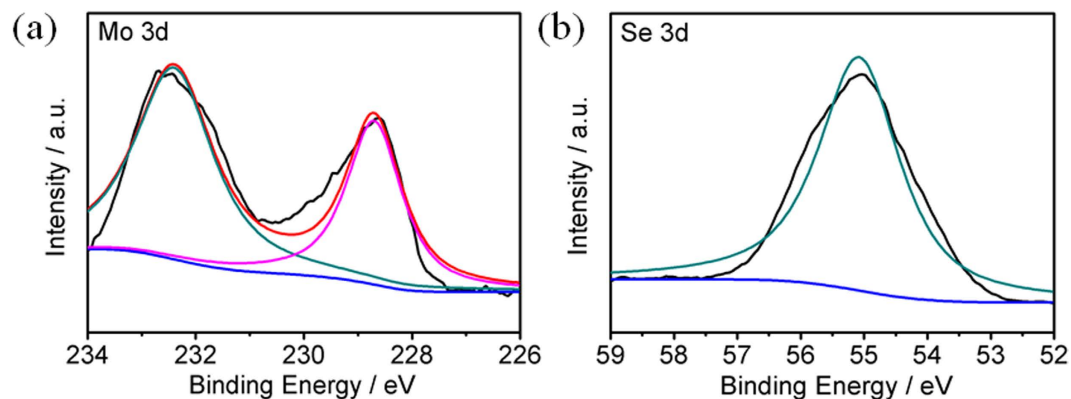 (a)
Mo 3d
Intensity / a.u.
234 232 230 228 226
Binding Energy / eV
(b)
Se 3d
Intensity / a.u.
59 58 57 56 55 54 53 52
Binding Energy / eV